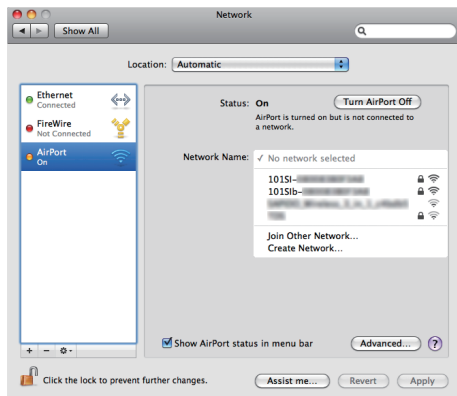 Network
Show All
Location: Automatic
Ethernet
Connected
FireWire
Not Connected
AirPort
On
Status: On
Turn AirPort Off
AirPort is turned on but is not connected to
a network.
Network Name: ✓ No network selected
101SI-
101SIb-
Join Other Network...
Create Network...
Show AirPort status in menu bar
Advanced...
?
+ −
Click the lock to prevent further changes.
Assist me...
Revert
Apply